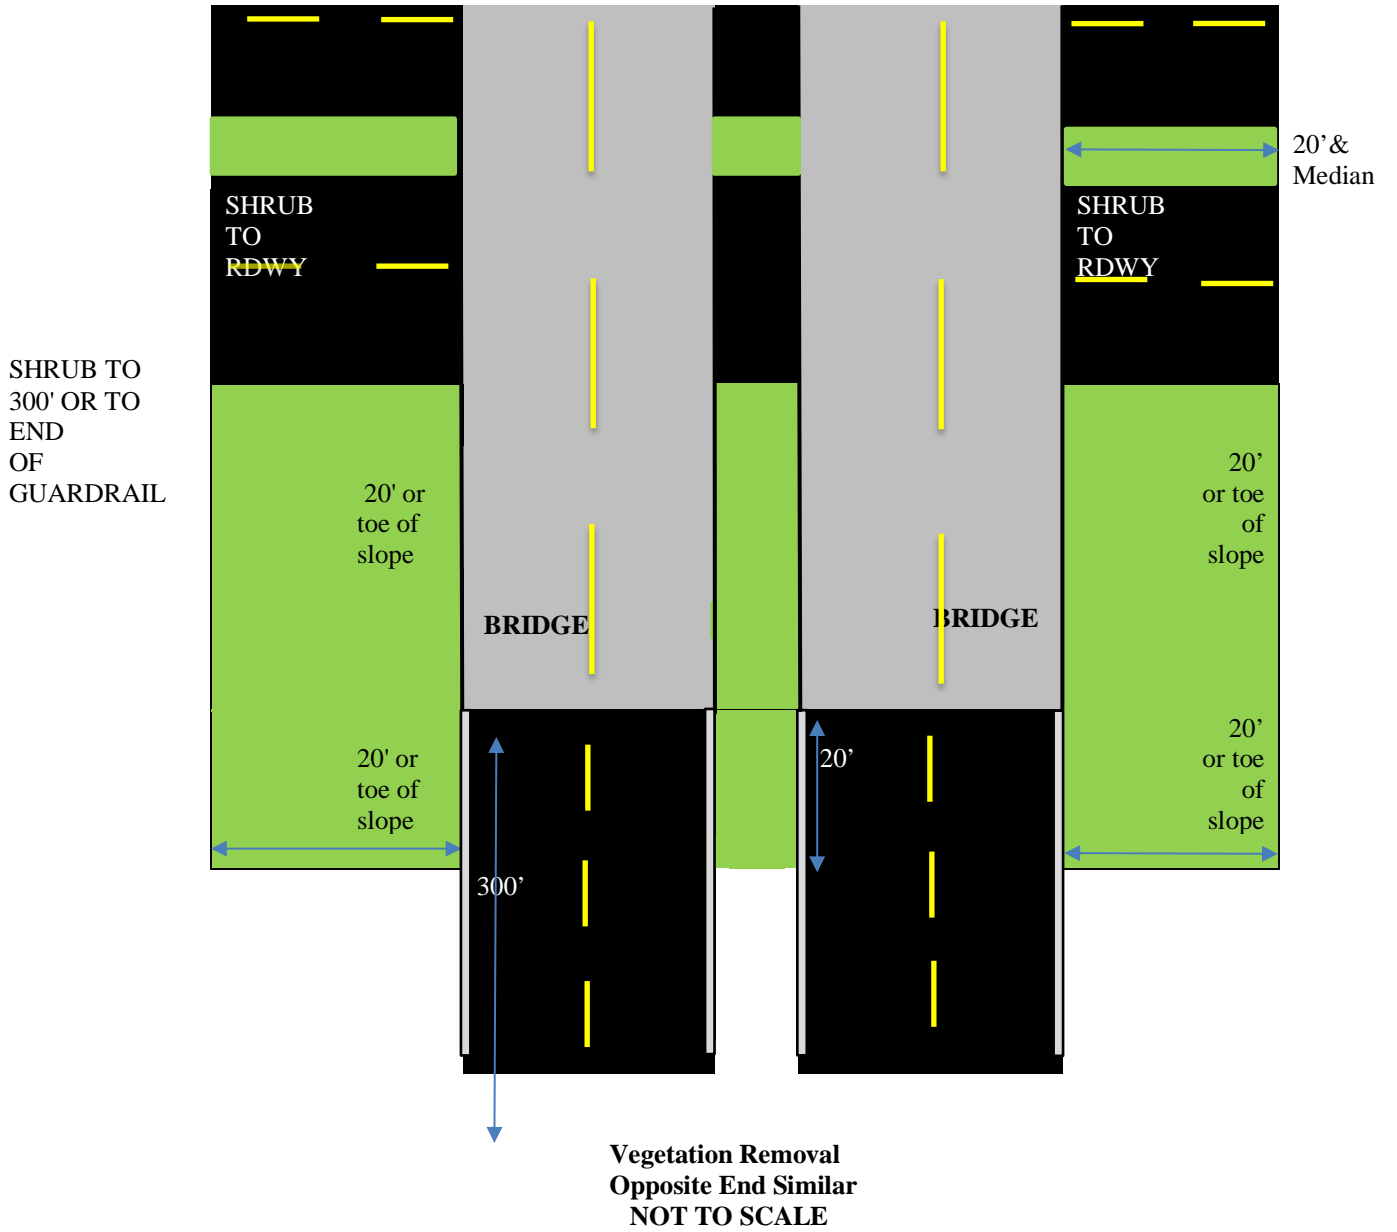 20’&
Median
SHRUB
TO
RDWY
SHRUB
TO
RDWY
SHRUB TO
300' OR TO
END
OF
GUARDRAIL
20' or
toe of
slope
20’
or toe
of
slope
BRIDGE
BRIDGE
20' or
toe of
slope
20’
20’
or toe
of
slope
300’
Vegetation Removal
Opposite End Similar
NOT TO SCALE